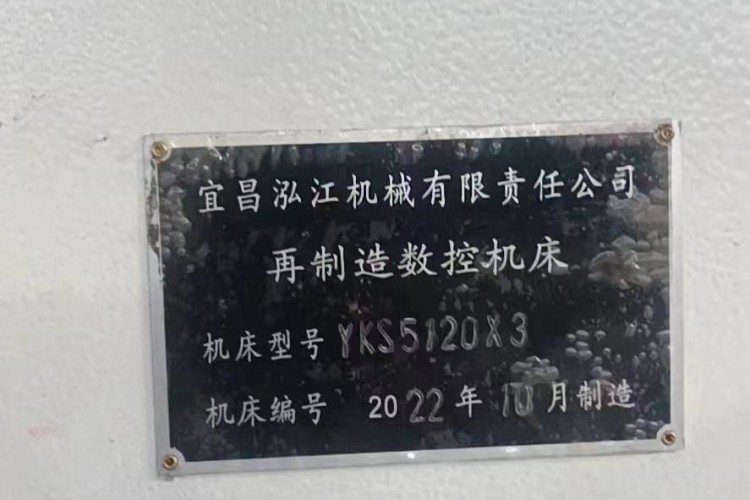 宜昌泓江机械有限责任公司
再制造数控机床
机床型号 YKS5120X3
机床编号 2022年10月制造